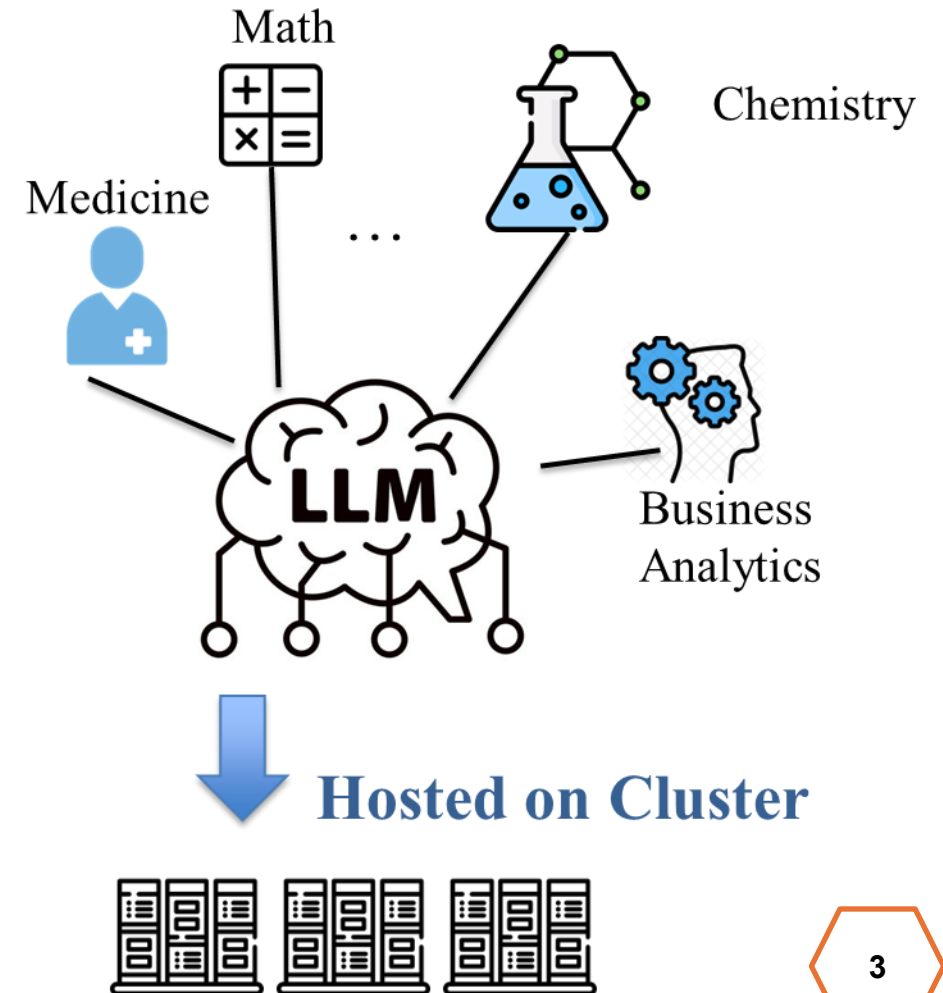 Math
Chemistry
Medicine
...
LLM
Business
Analytics
Hosted on Cluster
3